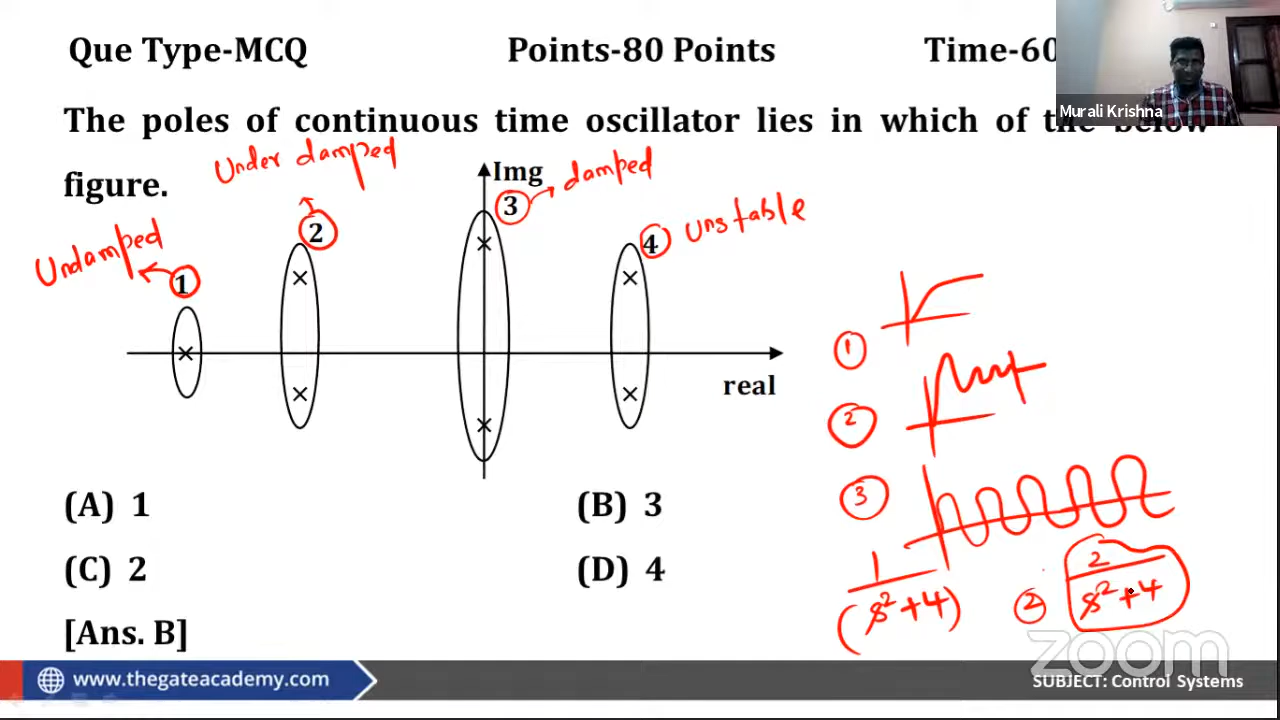 Que Type-MCQ Points-80 Points Time-60
Murali Krishna
The poles of continuous time oscillator lies in which of the below
figure.
Under damped
Img
3
damped
2
4
unstable
Undamped
1
real
1
2
3
(A) 1
(B) 3
(C) 2
(D) 4
[Ans. B]
1
(s²+4)
2
2
s²+4
zoom
www.thegateacademy.com
SUBJECT: Control Systems